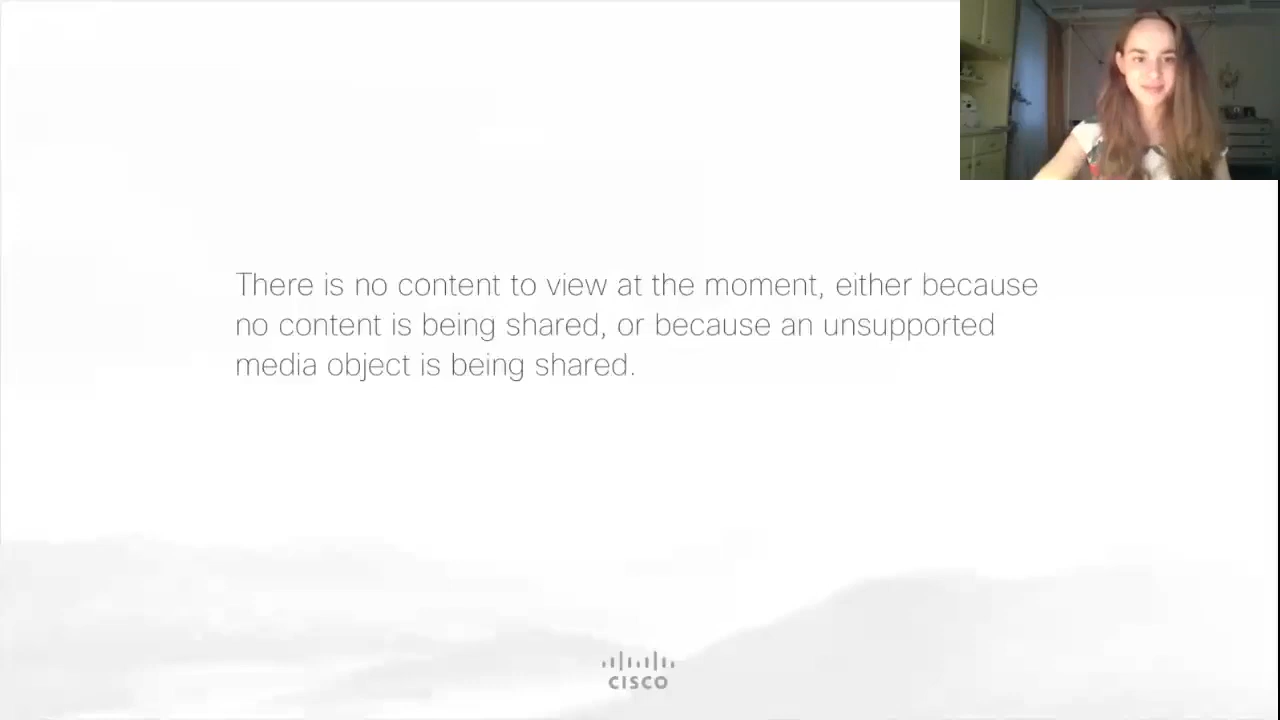 There is no content to view at the moment, either because
no content is being shared, or because an unsupported
media object is being shared.
CISCO